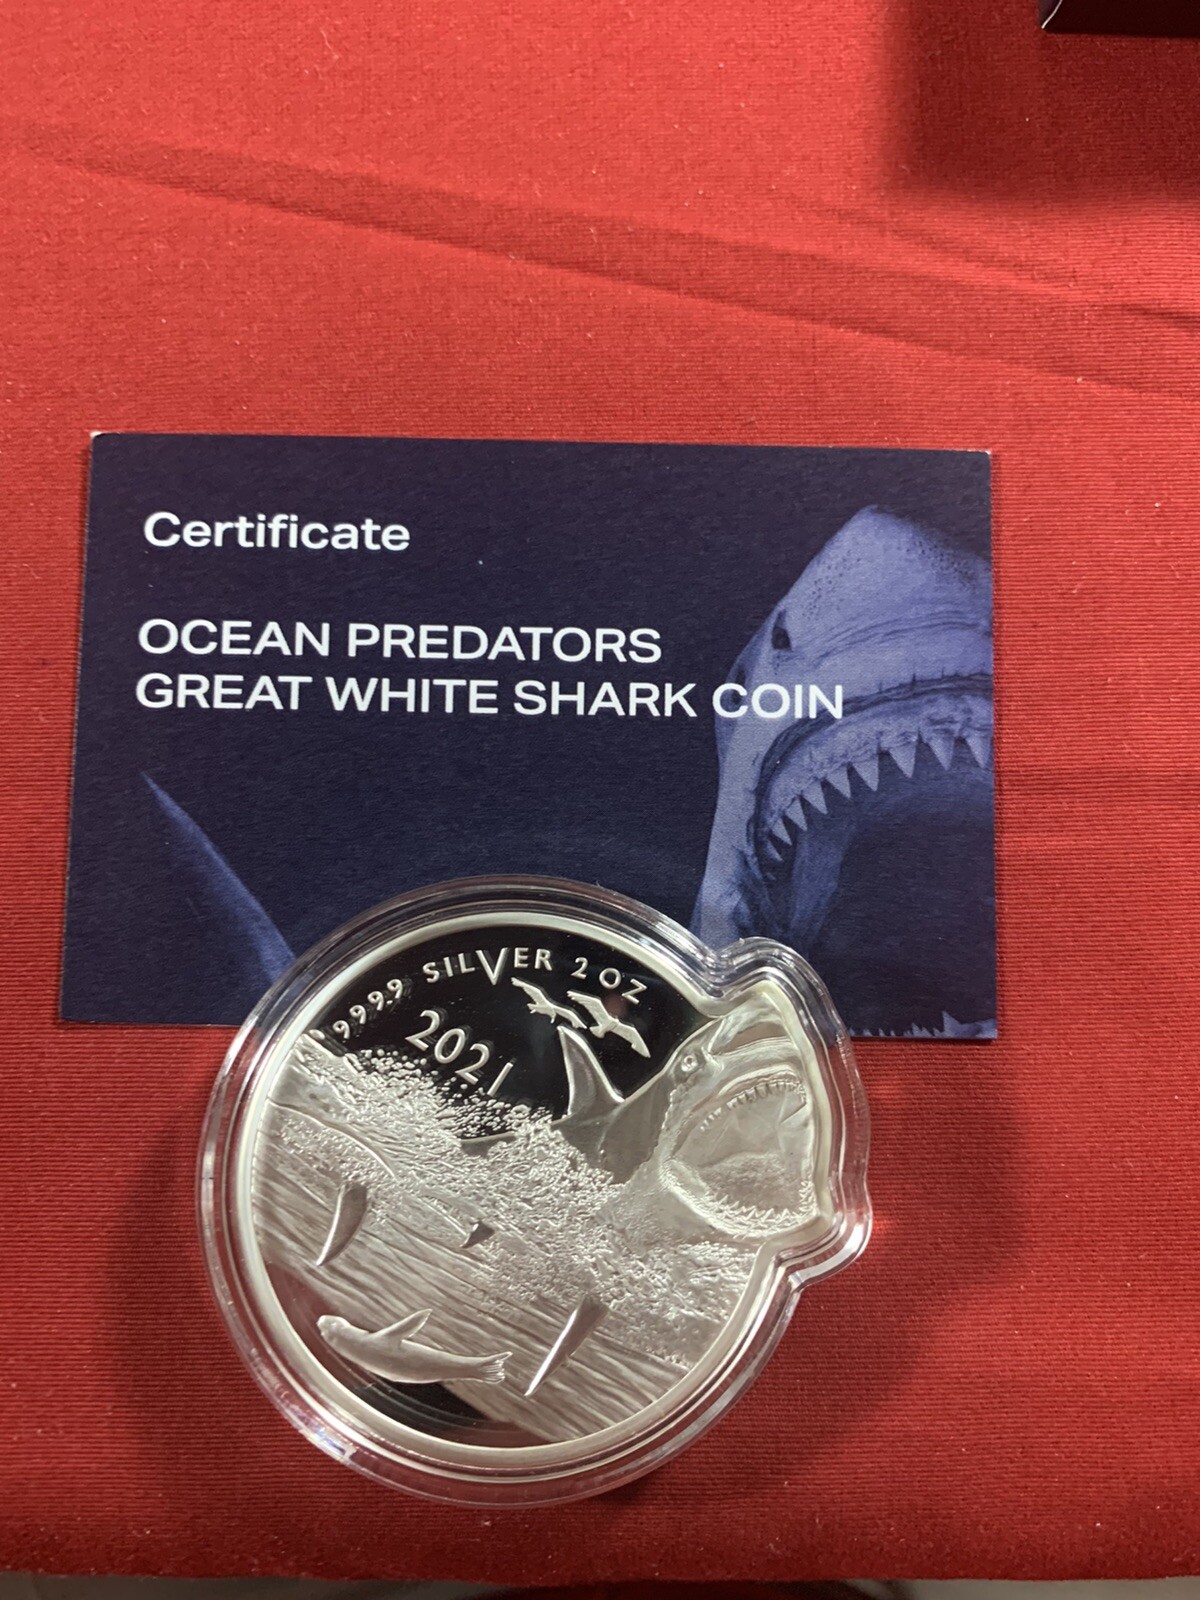 Certificate
OCEAN PREDATORS
GREAT WHITE SHARK COIN
9999 SILVER 2 OZ
2021